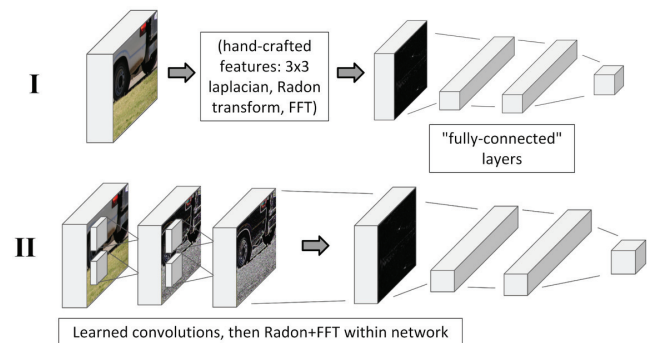 I
(hand-crafted
features: 3x3
laplacian, Radon
transform, FFT)
"fully-connected"
layers
II
Learned convolutions, then Radon+FFT within network